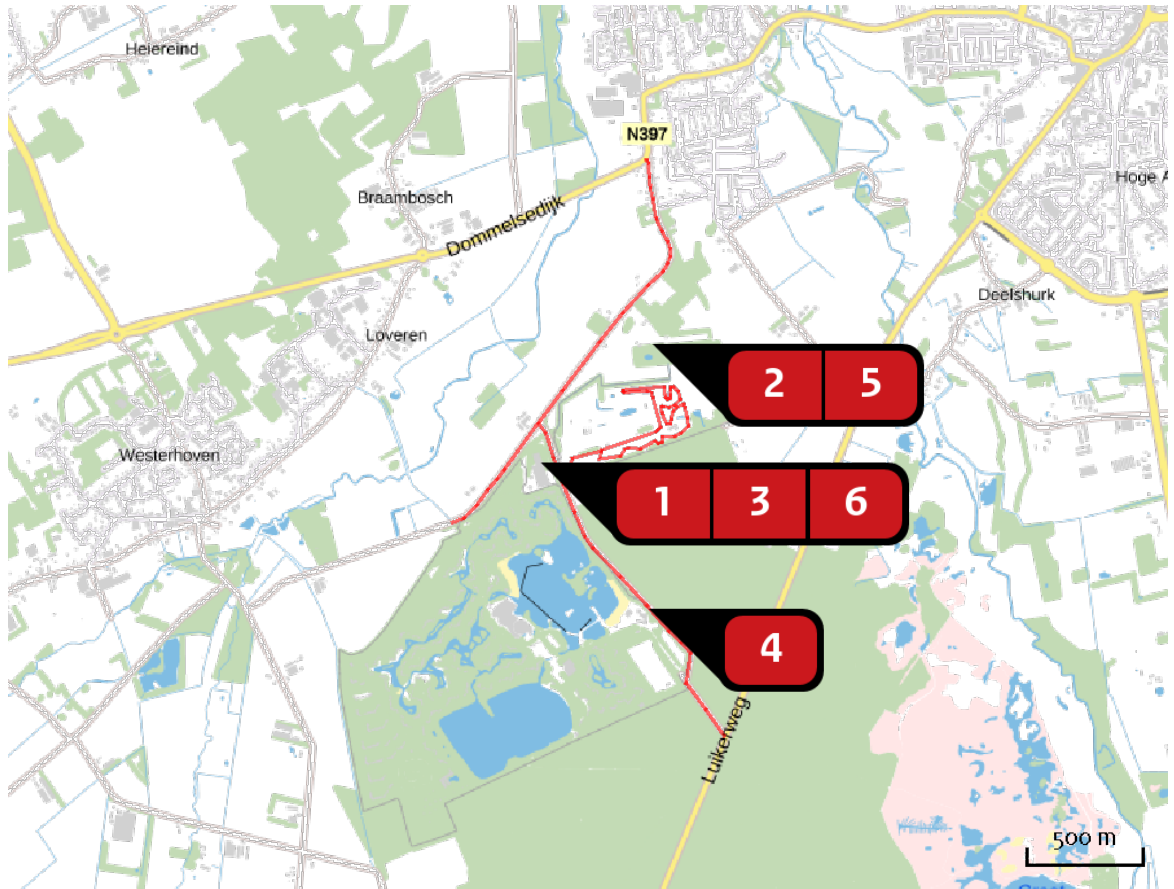 Heiereind
N397
Hoge A
Braambosch
Dommelsedijk
Deelshurk
Loveren
2 5
Westerhoven
1 3 6
4
Luikerweg
500 m